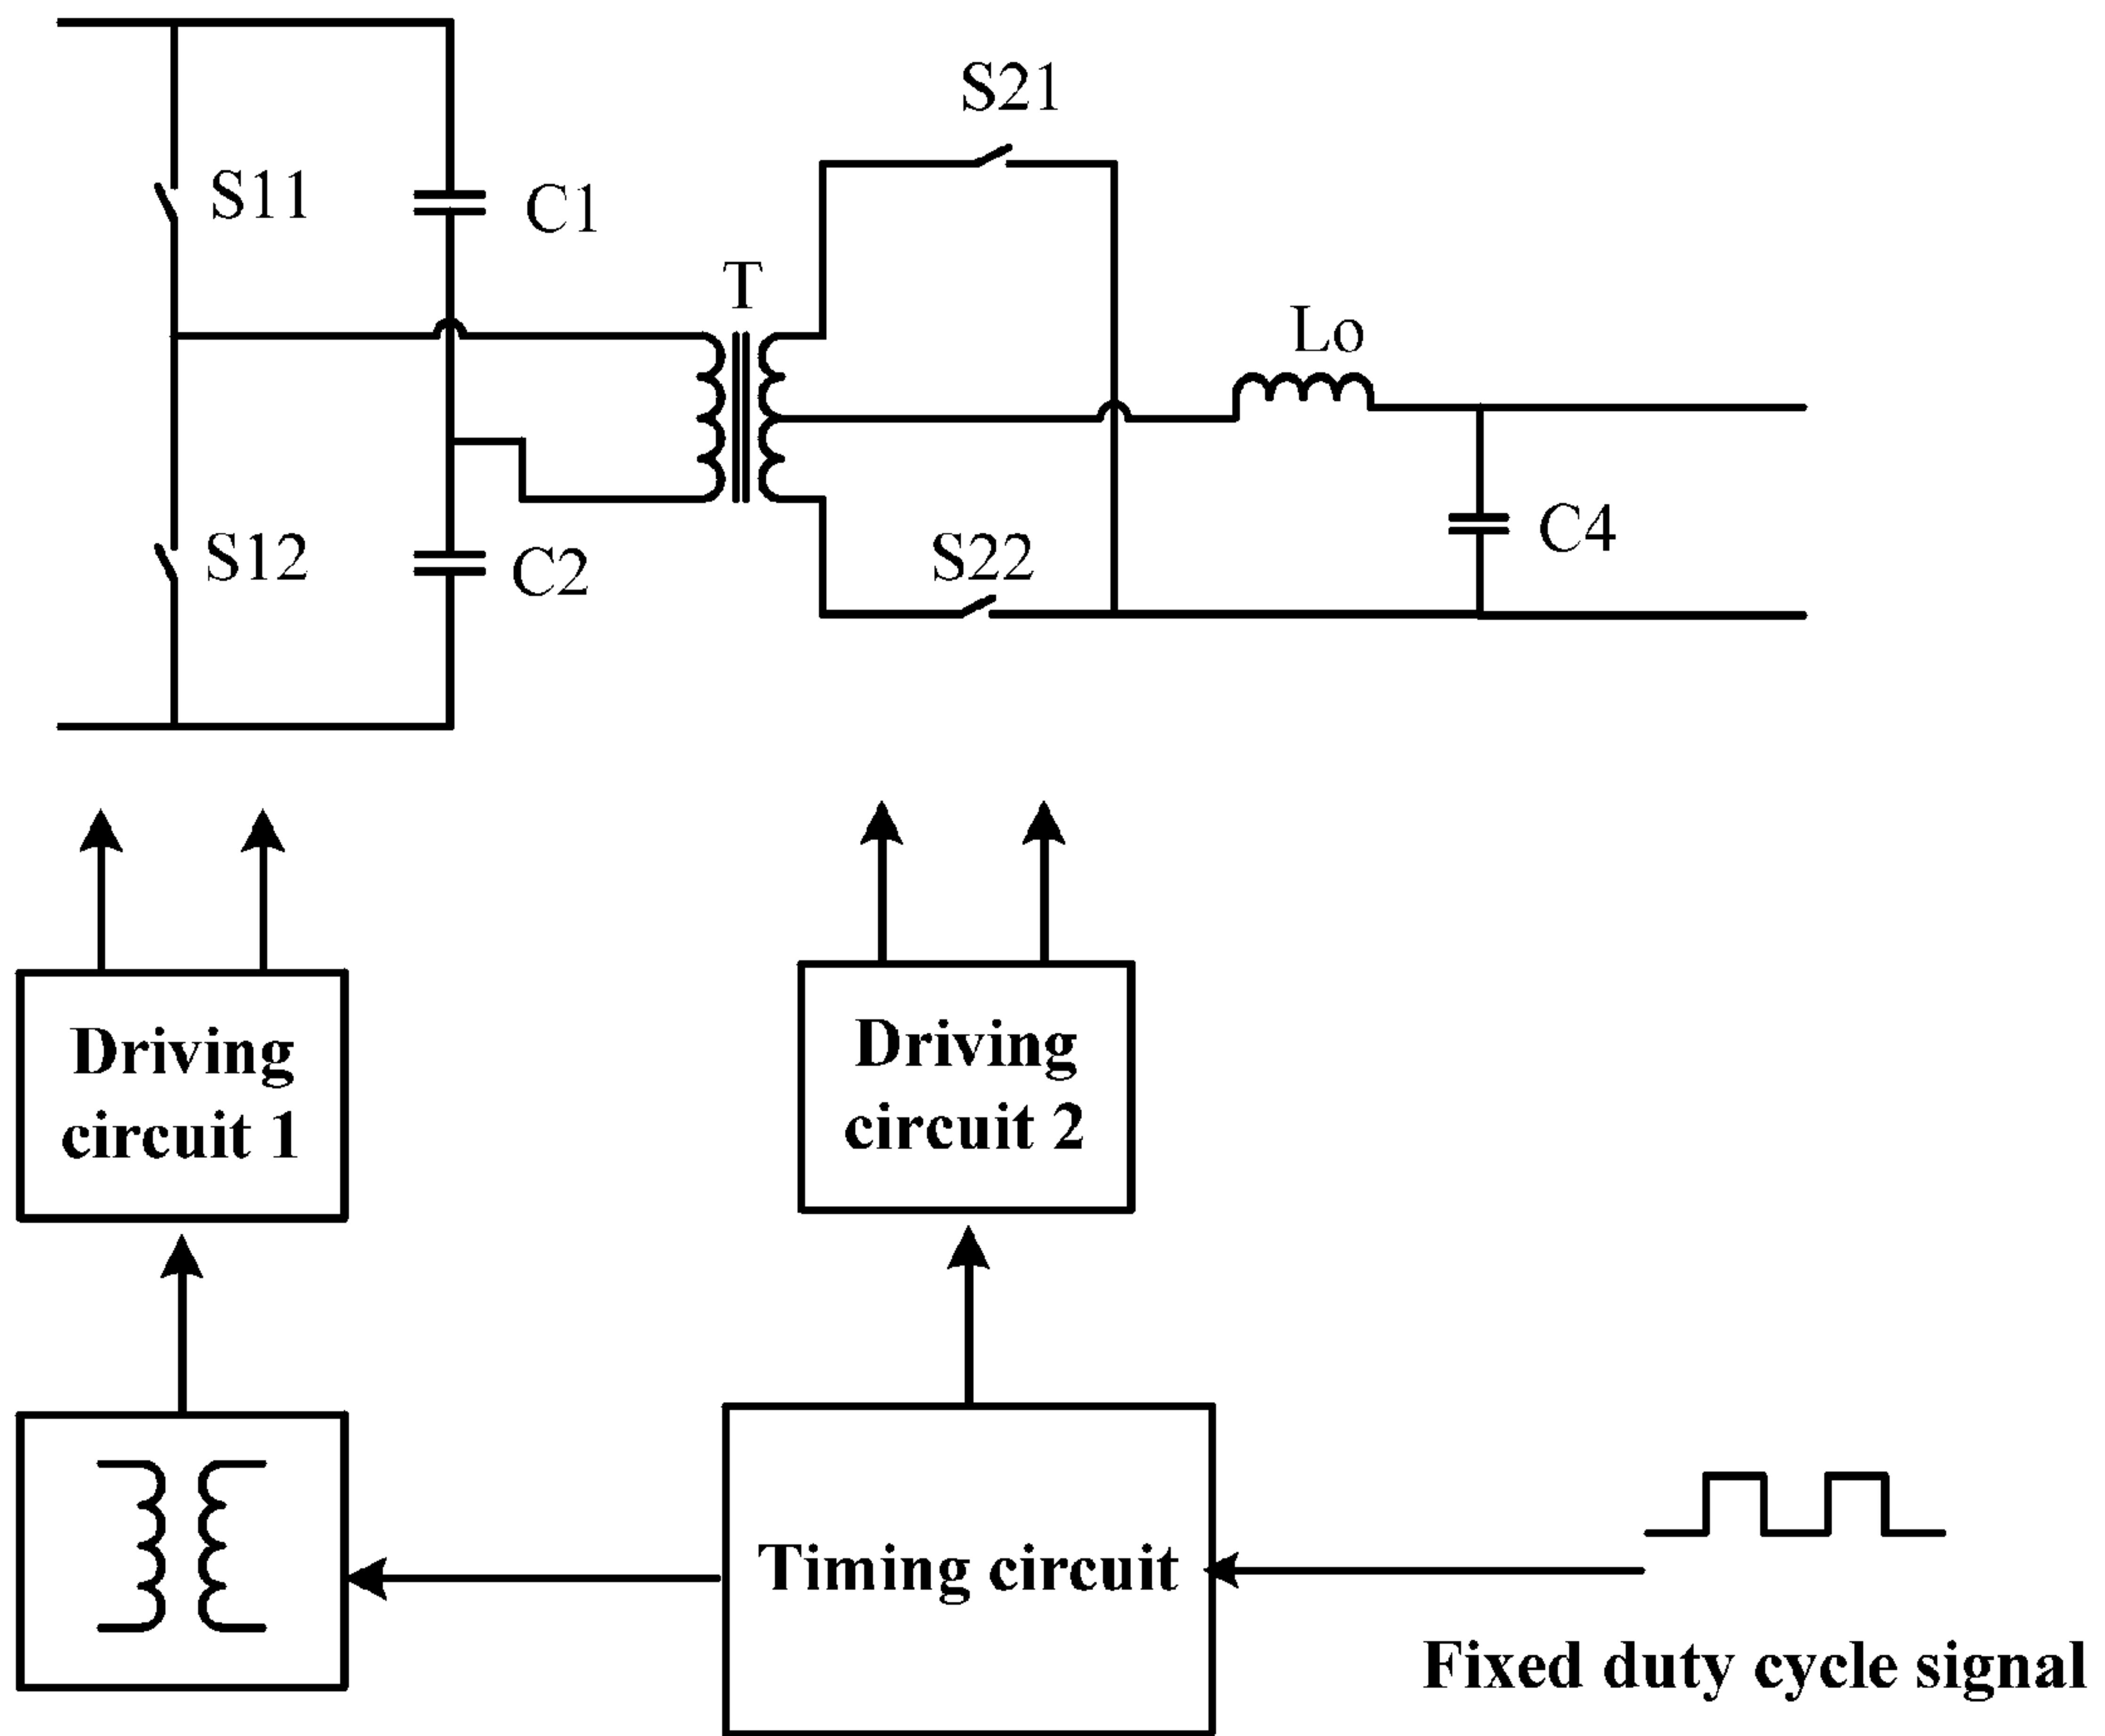 S21
S11
C1
T
Lo
S12
C2
S22
C4
Driving
circuit 1
Driving
circuit 2
Timing circuit
Fixed duty cycle signal